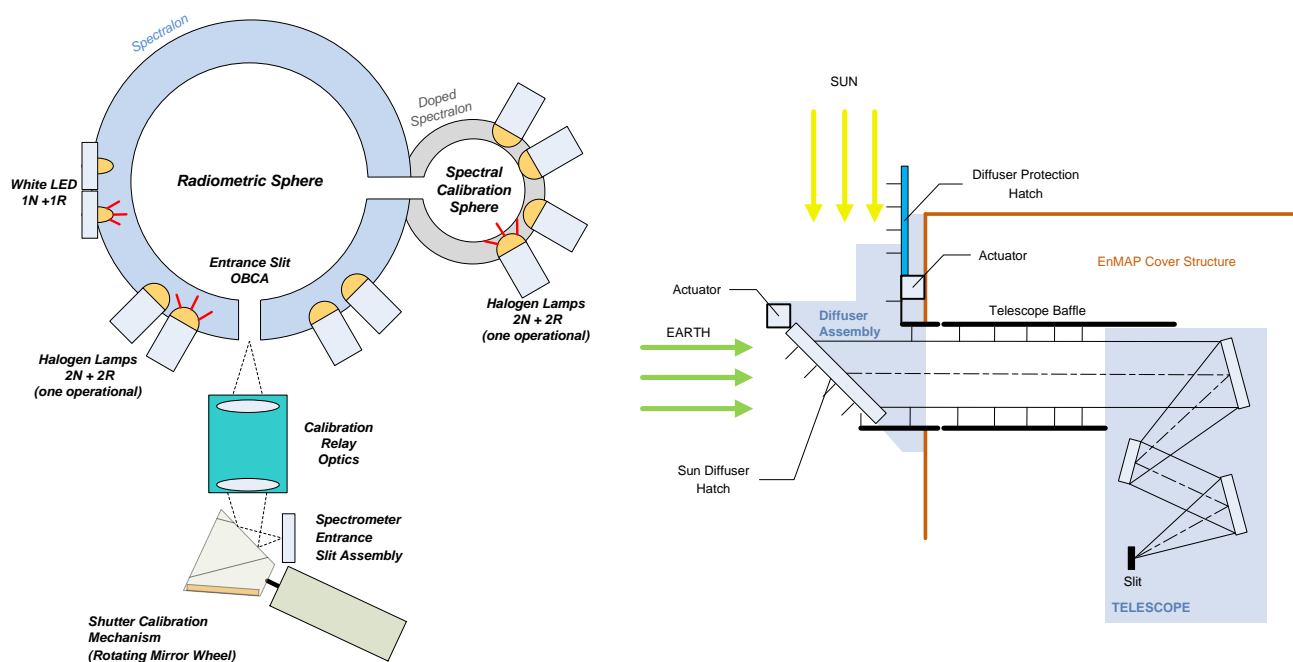 Spectralon
Doped
Spectralon
White LED
1N +1R
Radiometric Sphere
Spectral
Calibration
Sphere
Entrance Slit
OBCA
Halogen Lamps
2N + 2R
(one operational)
Halogen Lamps
2N + 2R
(one operational)
Calibration
Relay
Optics
Spectrometer
Entrance
Slit Assembly
Shutter Calibration
Mechanism
(Rotating Mirror Wheel)
SUN
Diffuser Protection
Hatch
Actuator
EnMAP Cover Structure
Actuator
Diffuser
Assembly
Telescope Baffle
EARTH
Sun Diffuser
Hatch
Slit
TELESCOPE